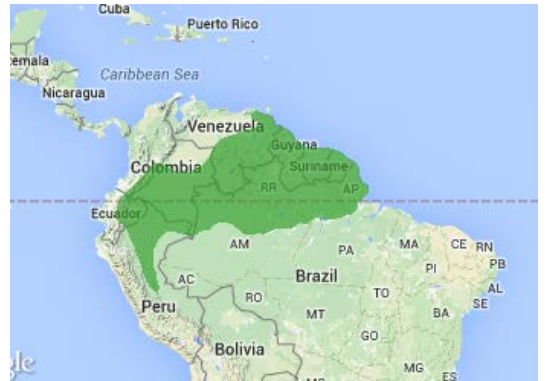 Cuba
Puerto Rico
temala
Caribbean Sea
Nicaragua
Venezuela
Guyana
Colombia
Suriname
RR
AP
Ecuador
AM
PA
MA
CE
RN
PB
PI
AC
Brazil
AL
TO
SE
RO
Peru
BA
MT
GO
Bolivia
MG
gle
ES
MS